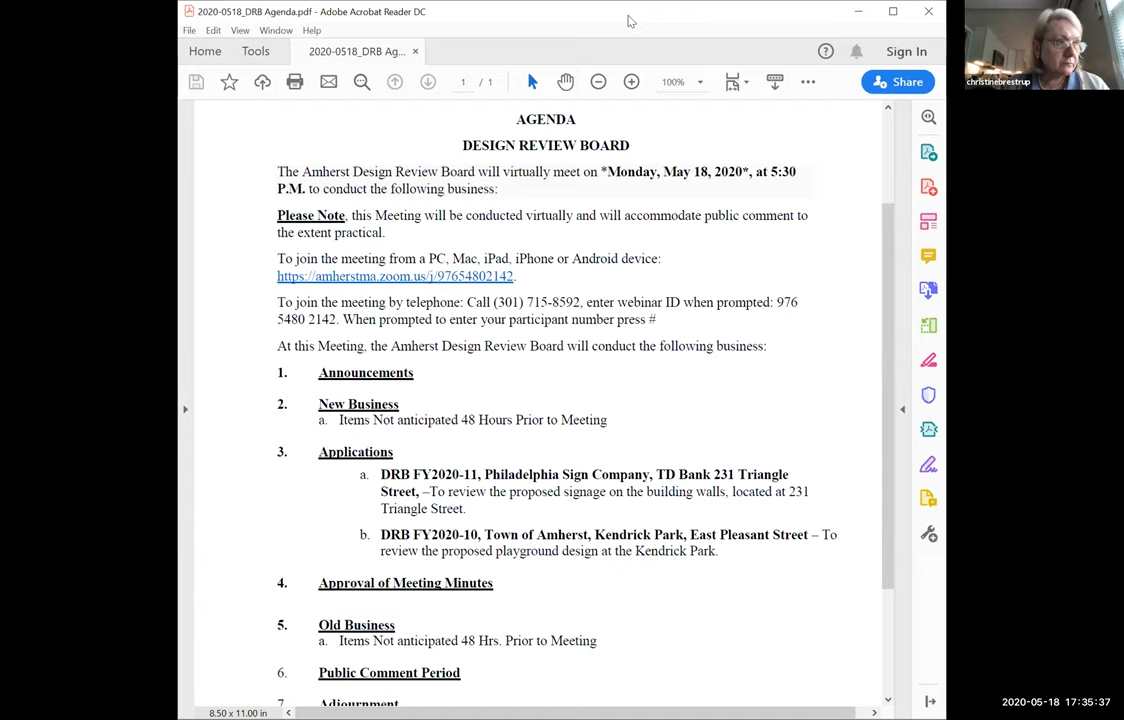 2020-0518_DRB Agenda.pdf - Adobe Acrobat Reader DC
File Edit View Window Help
Home Tools 2020-0518_DRB Ag... × Sign In
1 / 1 100% Share
christinebrestrup
AGENDA
DESIGN REVIEW BOARD
The Amherst Design Review Board will virtually meet on *Monday, May 18, 2020*, at 5:30
P.M. to conduct the following business:
Please Note, this Meeting will be conducted virtually and will accommodate public comment to
the extent practical.
To join the meeting from a PC, Mac, iPad, iPhone or Android device:
https://amherstma.zoom.us/j/97654802142.
To join the meeting by telephone: Call (301) 715-8592, enter webinar ID when prompted: 976
5480 2142. When prompted to enter your participant number press #
At this Meeting, the Amherst Design Review Board will conduct the following business:
1. Announcements
2. New Business
a. Items Not anticipated 48 Hours Prior to Meeting
3. Applications
a. DRB FY2020-11, Philadelphia Sign Company, TD Bank 231 Triangle
Street, –To review the proposed signage on the building walls, located at 231
Triangle Street.
b. DRB FY2020-10, Town of Amherst, Kendrick Park, East Pleasant Street – To
review the proposed playground design at the Kendrick Park.
4. Approval of Meeting Minutes
5. Old Business
a. Items Not anticipated 48 Hrs. Prior to Meeting
6. Public Comment Period
7. Adjournment
8.50 x 11.00 in
2020-05-18 17:35:37